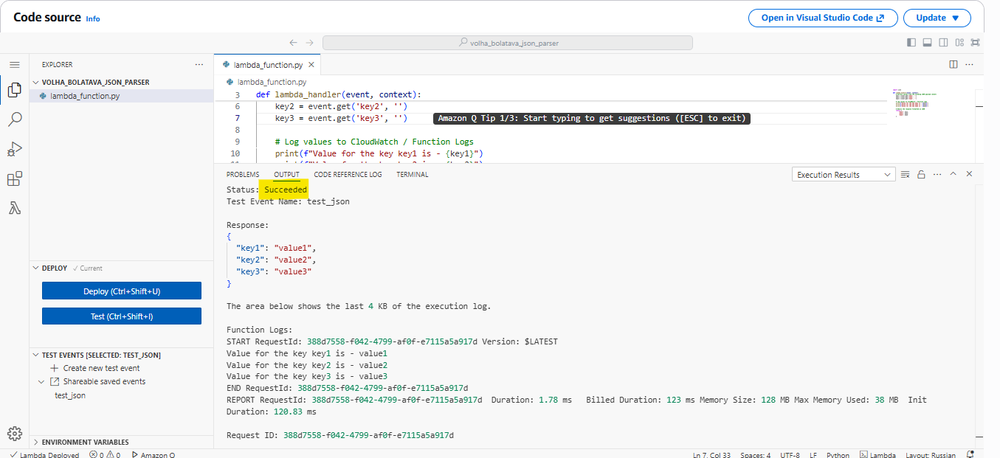 Code source Info
Open in Visual Studio Code
Update
volha_bolatava_json_parser
EXPLORER
VOLHA_BOLATAVA_JSON_PARSER
lambda_function.py
lambda_function.py
lambda_function.py
3 def lambda_handler(event, context):
6 key2 = event.get('key2', '')
7 key3 = event.get('key3', '')
Amazon Q Tip 1/3: Start typing to get suggestions ([ESC] to exit)
8
9 # Log values to CloudWatch / Function Logs
10 print(f"Value for the key key1 is - {key1}")
PROBLEMS OUTPUT CODE REFERENCE LOG TERMINAL
Execution Results
Status: Succeeded
Test Event Name: test_json
Response:
{
"key1": "value1",
"key2": "value2",
"key3": "value3"
}
The area below shows the last 4 KB of the execution log.
Function Logs:
START RequestId: 388d7558-f042-4799-af0f-e7115a5a917d Version: $LATEST
Value for the key key1 is - value1
Value for the key key2 is - value2
Value for the key key3 is - value3
END RequestId: 388d7558-f042-4799-af0f-e7115a5a917d
REPORT RequestId: 388d7558-f042-4799-af0f-e7115a5a917d Duration: 1.78 ms Billed Duration: 123 ms Memory Size: 128 MB Max Memory Used: 38 MB Init
Duration: 120.83 ms
Request ID: 388d7558-f042-4799-af0f-e7115a5a917d
DEPLOY ✓ Current
Deploy (Ctrl+Shift+U)
Test (Ctrl+Shift+I)
TEST EVENTS [SELECTED: TEST_JSON]
Create new test event
Shareable saved events
test_json
ENVIRONMENT VARIABLES
Lambda Deployed
0
0
Amazon Q
Ln 7, Col 33 Spaces: 4 UTF-8 LF Python Lambda Layout: Russian